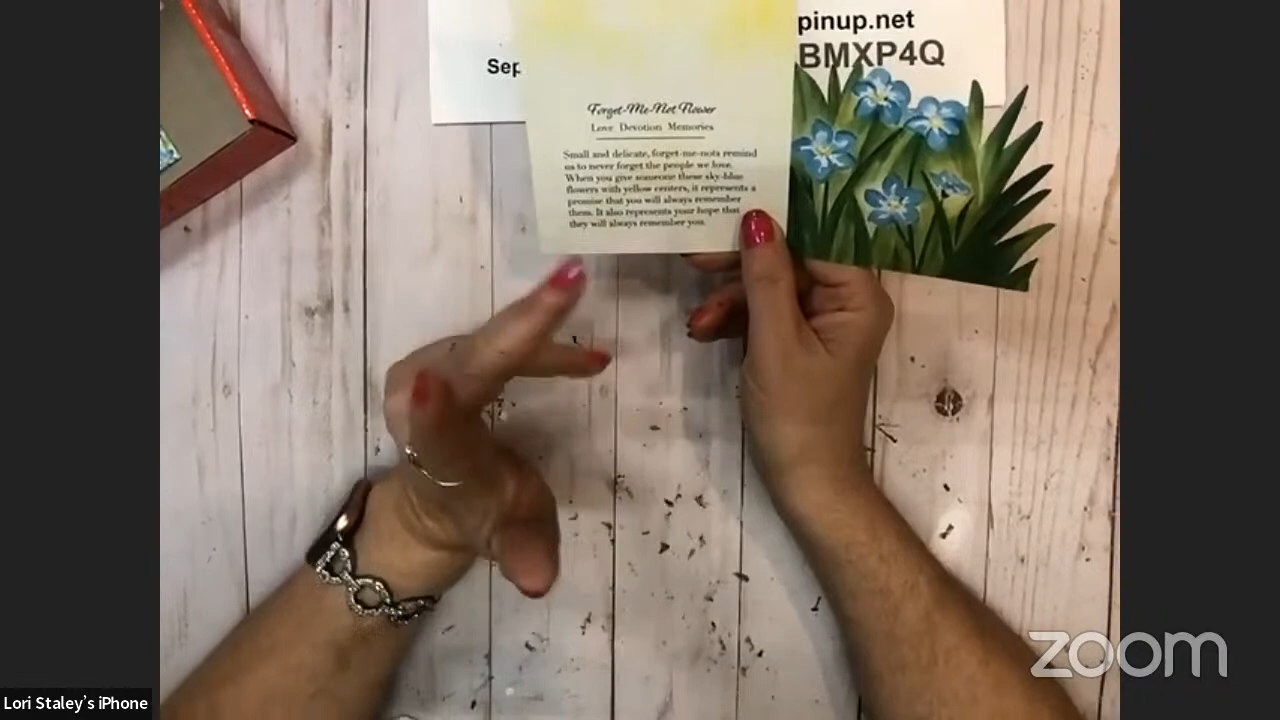 pinup.net
Sep
BMXP4Q
Forget-Me-Not Flower
Love Devotion Memories
Small and delicate, forget-me-nots remind
us to never forget the people we love.
When you give someone these sky-blue
flowers with yellow centers, it represents a
promise that you will always remember
them. It also represents your hope that
they will always remember you.
zoom
Lori Staley's iPhone